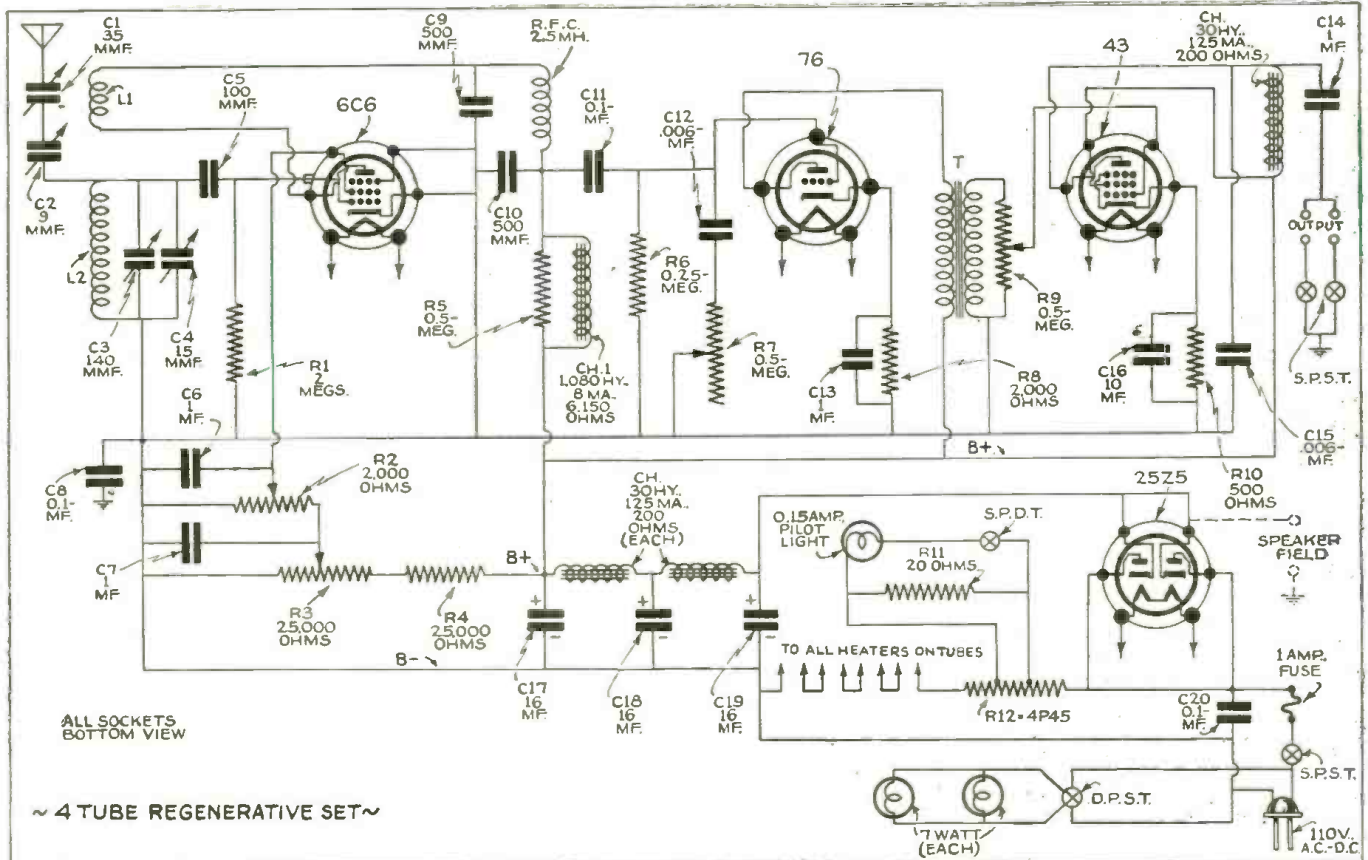 C1
35
MMF.
C2
9
MMF.
L1
L2
C5
100
MMF.
6C6
C9
500
MMF.
R.F.C.
2.5MH.
C11
0.1-
MF.
C12
.006-
MF.
76
43
CH.
30HY.
125 MA.
200 OHMS
C14
1
MF.
C10
500
MMF.
T
OUTPUT
C3
140
MMF.
C4
15
MMF.
R1
2
MEGS.
R5
0.5-
MEG.
CH.1
1,080 HY.
8 MA.
6,150
OHMS
R6
0.25-
MEG.
R7
0.5-
MEG.
C13
1
MF.
R8
2,000
OHMS
R9
0.5-
MEG.
C16
10
MF.
S.P.S.T.
C15
.006-
MF.
R10
500
OHMS
C6
1
MF.
C8
0.1-
MF.
R2
2,000
OHMS
C7
1
MF
R3
25,000
OHMS
R4
25,000
OHMS
CH.
30HY.
125 MA.
200
OHMS
(EACH)
B+
B+
0.15 AMP.
PILOT
LIGHT
S.P.D.T.
R11
20 OHMS
25Z5
SPEAKER
FIELD
+
-
+
-
+
-
B-
TO ALL HEATERS ON TUBES
1 AMP.
FUSE
C17
16
MF.
C18
16
MF.
C19
16
MF.
R12=4P45
C20
0.1-
MF.
S.P.S.T.
ALL SOCKETS
BOTTOM VIEW
D.P.S.T.
7 WATT
(EACH)
110V.
A.C.-D.C.
~ 4 TUBE REGENERATIVE SET ~